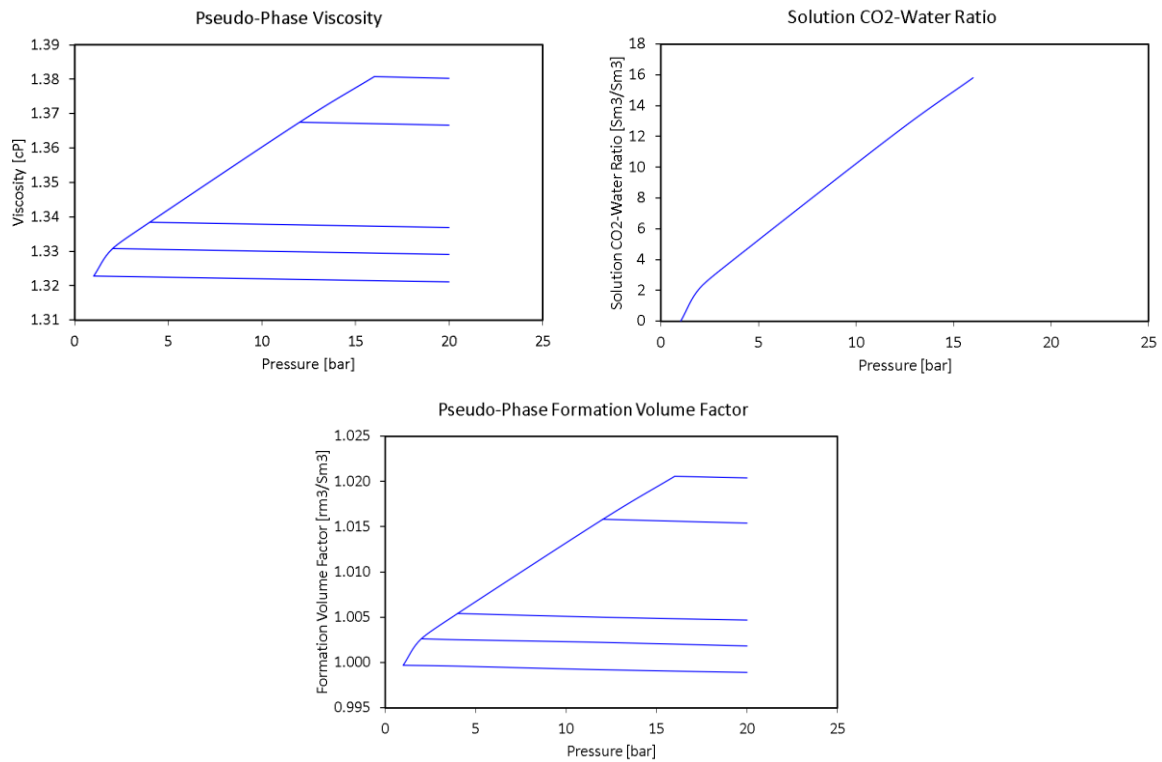 Pseudo-Phase Viscosity
1.39
1.38
1.37
1.36
1.35
1.34
1.33
1.32
1.31
Viscosity [cP]
0 5 10 15 20 25
Pressure [bar]
Solution CO2-Water Ratio
18
16
14
12
10
8
6
4
2
0
Solution CO2-Water Ratio [Sm3/Sm3]
0 5 10 15 20 25
Pressure [bar]
Pseudo-Phase Formation Volume Factor
1.025
1.020
1.015
1.010
1.005
1.000
0.995
Formation Volume Factor [rm3/Sm3]
0 5 10 15 20 25
Pressure [bar]